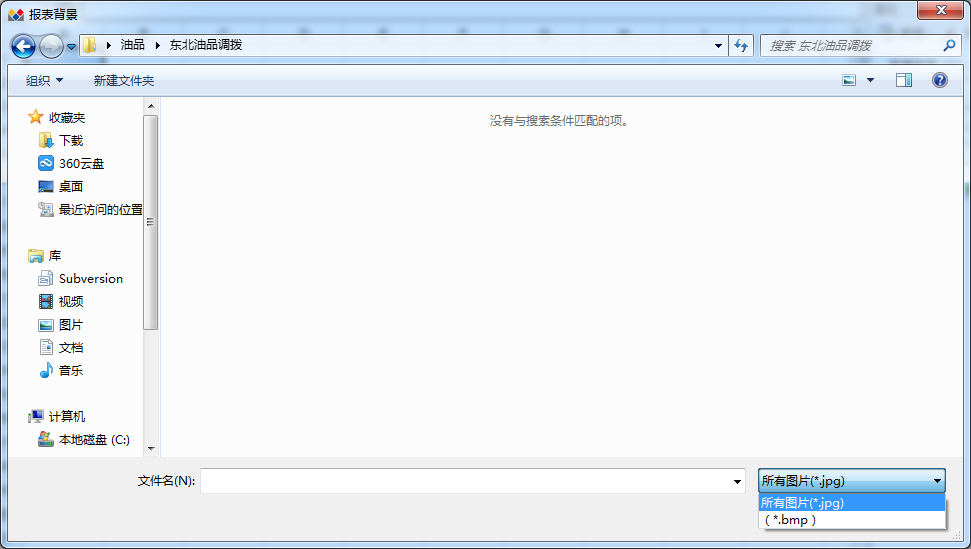 报表背景
油品 东北油品调拨
搜索 东北油品调拨
组织 新建文件夹
没有与搜索条件匹配的项。
收藏夹
下载
360云盘
桌面
最近访问的位置
库
Subversion
视频
图片
文档
音乐
计算机
本地磁盘 (C:)
文件名(N):
所有图片(*.jpg)
所有图片(*.jpg)
( *.bmp )